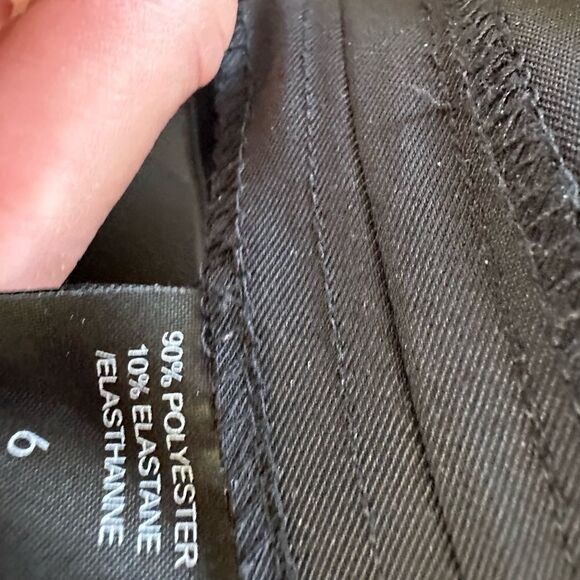 90% POLYESTER
10% ELASTANE
/ELASTHANNE
6